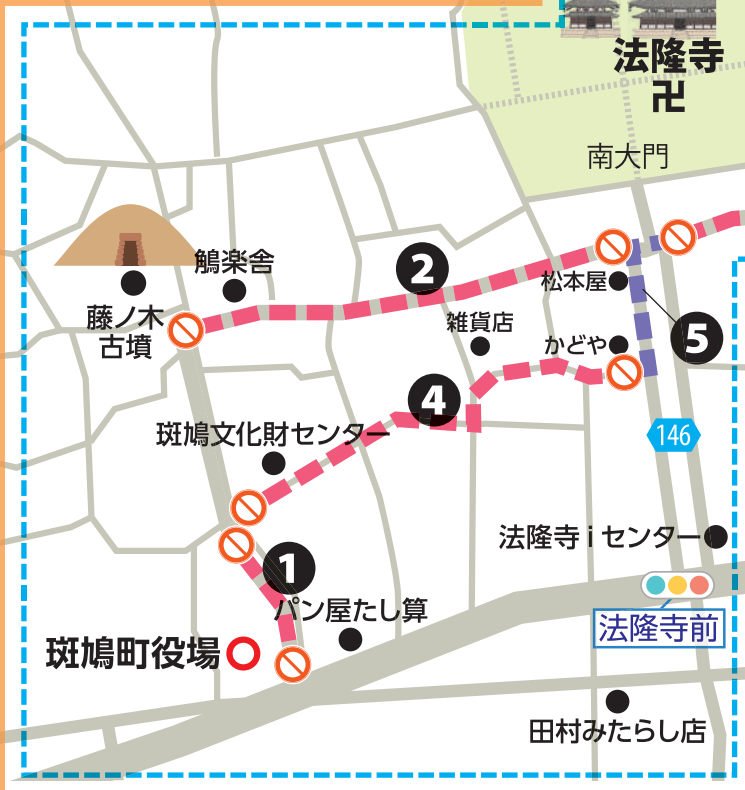 法隆寺
卍
南大門
鵤楽舎
2
松本屋
藤ノ木
古墳
雑貨店
かどや
5
4
斑鳩文化財センター
146
法隆寺iセンター
1
パン屋たし算
法隆寺前
斑鳩町役場
田村みたらし店